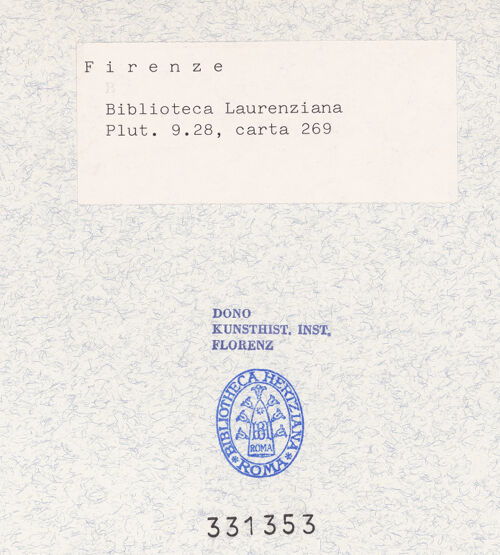 Firenze
B
Biblioteca Laurenziana
Plut. 9.28, carta 269
DONO
KUNSTHIST. INST.
FLORENZ
BIBLIOTHECA HERTZIANA
BH
ROMA
*ROMA*
331353